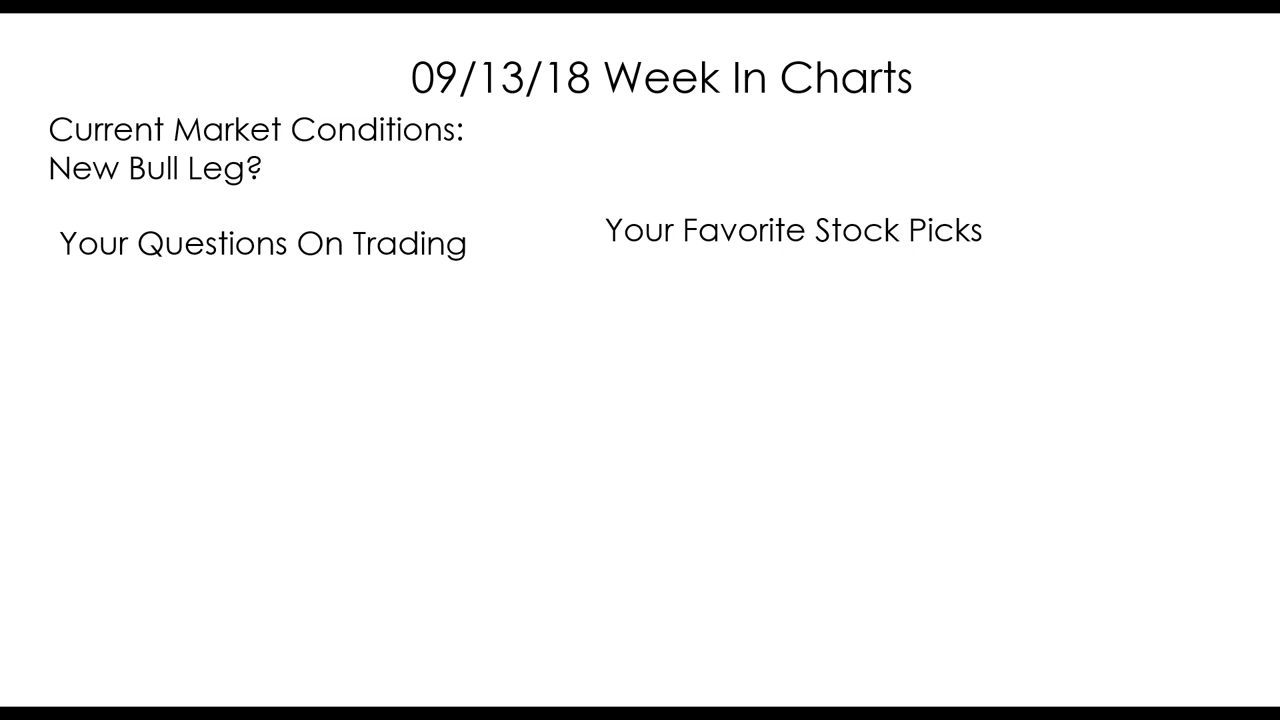 09/13/18 Week In Charts
Current Market Conditions:
New Bull Leg?
Your Questions On Trading
Your Favorite Stock Picks